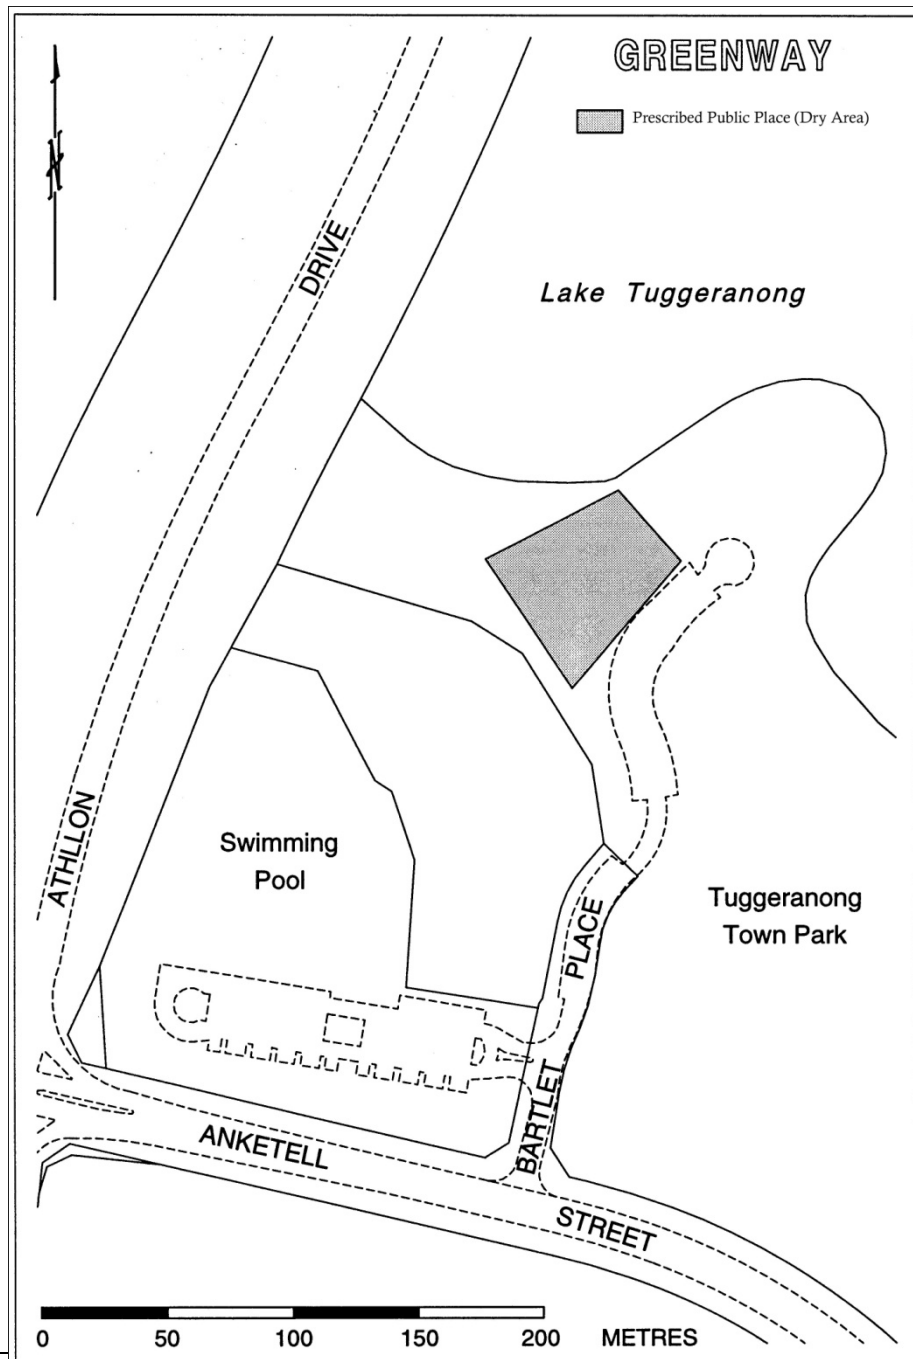 GREENWAY
Prescribed Public Place (Dry Area)
N
DRIVE
Lake Tuggeranong
ATHLLON
Swimming
Pool
PLACE
Tuggeranong
Town Park
BARTLET
ANKETELL
STREET
0 50 100 150 200 METRES